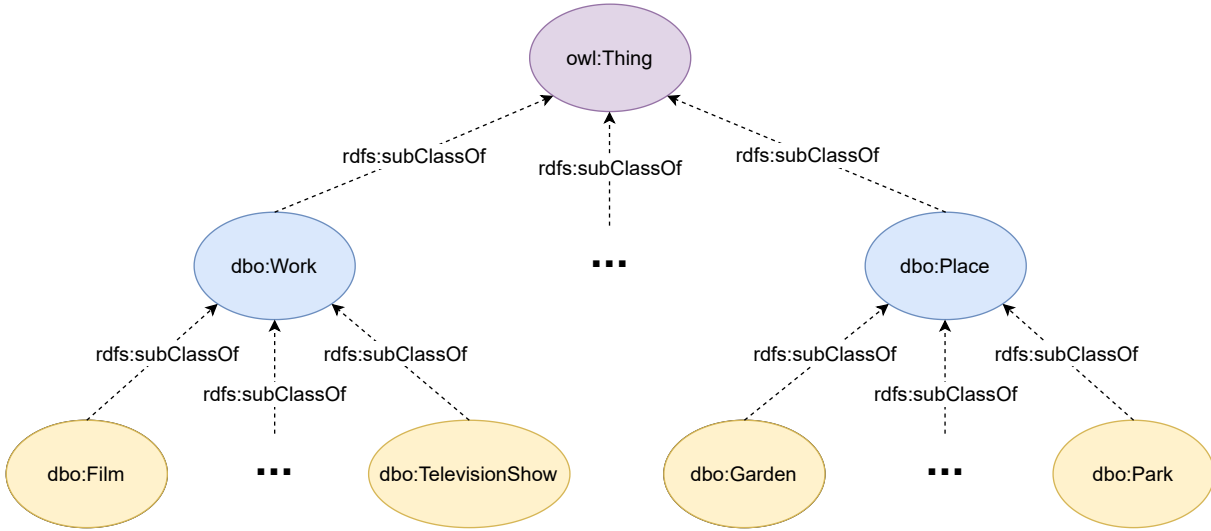 owl:Thing
rdfs:subClassOf
rdfs:subClassOf
rdfs:subClassOf
dbo:Work
...
dbo:Place
rdfs:subClassOf
rdfs:subClassOf
rdfs:subClassOf
rdfs:subClassOf
rdfs:subClassOf
rdfs:subClassOf
dbo:Film
...
dbo:TelevisionShow
dbo:Garden
...
dbo:Park